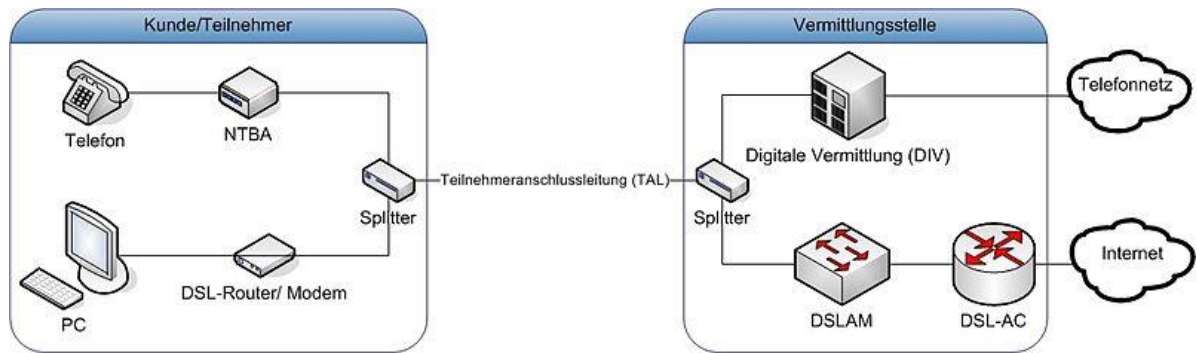 Kunde/Teilnehmer
Telefon
NTBA
Splitter
PC
DSL-Router/ Modem
Teilnehmeranschlussleitung (TAL)
Vermittlungsstelle
Digitale Vermittlung (DIV)
Telefonnetz
Splitter
DSLAM
DSL-AC
Internet